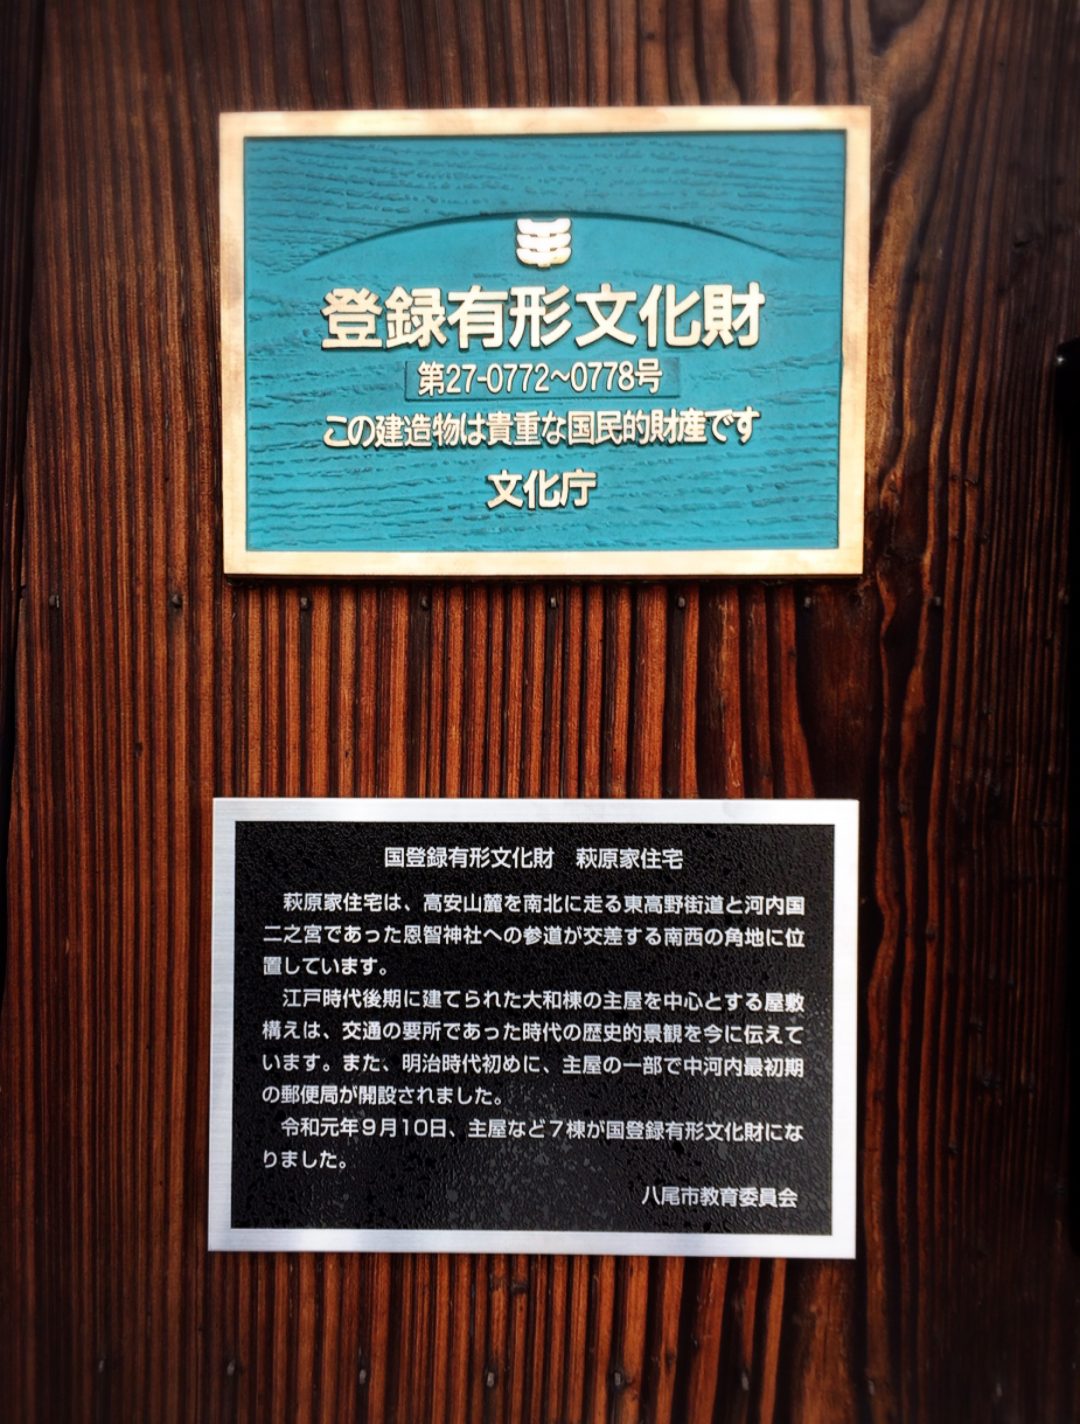 登録有形文化財
第27-0772～0778号
この建造物は貴重な国民的財産です
文化庁
国登録有形文化財　萩原家住宅
　萩原家住宅は、高安山麓を南北に走る東高野街道と河内国
二之宮であった恩智神社への参道が交差する南西の角地に位
置しています。
　江戸時代後期に建てられた大和棟の主屋を中心とする屋敷
構えは、交通の要所であった時代の歴史的景観を今に伝えて
います。また、明治時代初めに、主屋の一部で中河内最初期
の郵便局が開設されました。
　令和元年９月10日、主屋など７棟が国登録有形文化財にな
りました。
八尾市教育委員会